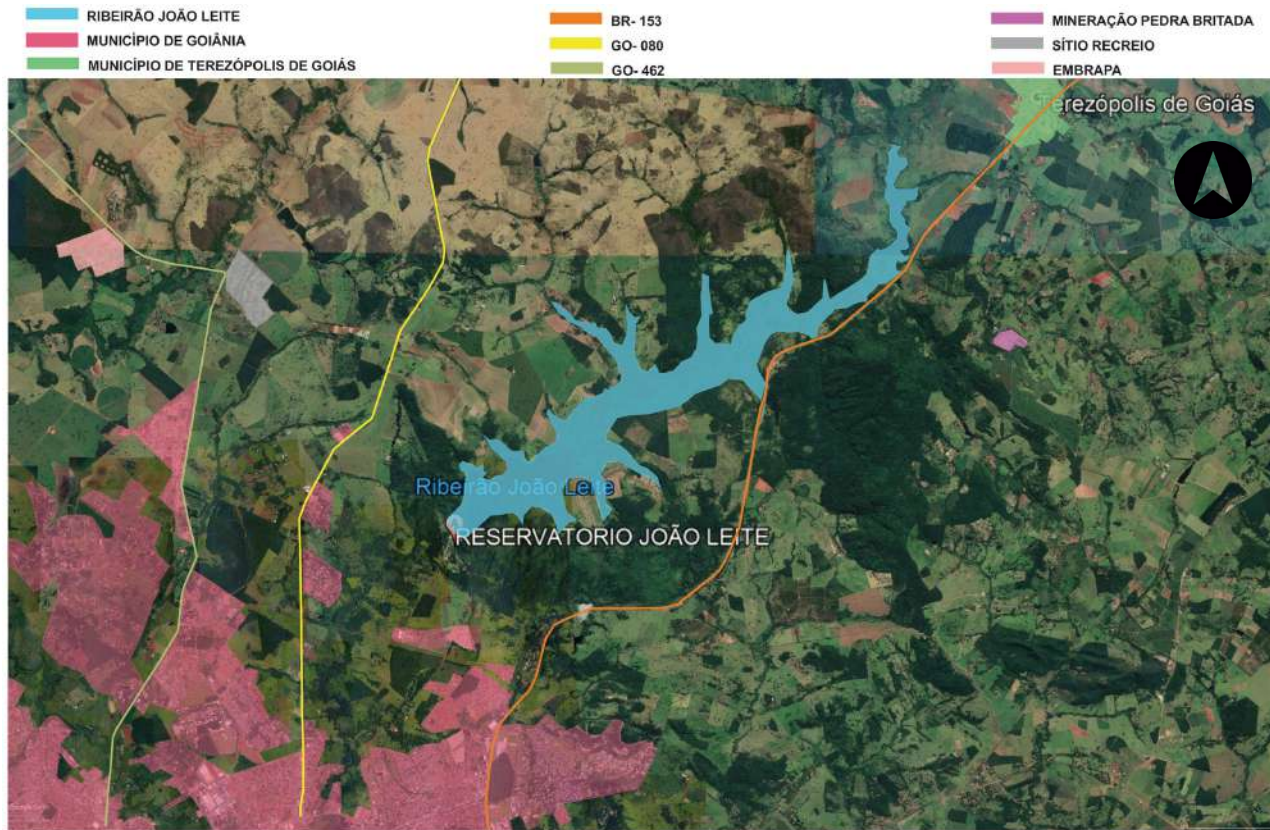 RIBEIRÃO JOÃO LEITE
MUNICÍPIO DE GOIÂNIA
MUNICÍPIO DE TEREZÓPOLIS DE GOIÁS
BR- 153
GO- 080
GO- 462
MINERAÇÃO PEDRA BRITADA
SÍTIO RECREIO
EMBRAPA
Terezópolis de Goiás
Ribeirão João Leite
RESERVATORIO JOÃO LEITE